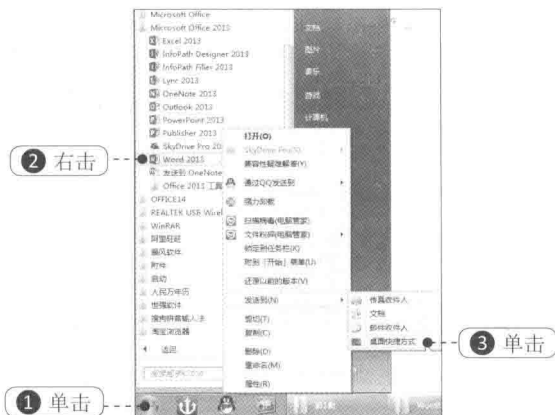 Microsoft Office
Microsoft Office 2013
Excel 2013
InfoPath Designer 2013
InfoPath Filler 2013
Lync 2013
OneNote 2013
Outlook 2013
PowerPoint 2013
Publisher 2013
SkyDrive Pro 20
Word 2013
发送到 OneNote
Office 2013 工具
OFFICE14
REALTEK USB Wirel
WinRAR
阿里旺旺
暴风软件
附件
启动
人民万年历
搜狗拼音输入法
淘宝浏览器
返回
文档
图片
音乐
游戏
计算机
打开(O)
SkyDrive Pro(S)
兼容性疑难解答(Y)
通过QQ发送到
强力卸载
扫描病毒(电脑管家)
文件粉碎(电脑管家)
锁定到任务栏(K)
附到「开始」菜单(U)
还原以前的版本(V)
发送到(N)
剪切(T)
复制(C)
删除(D)
重命名(M)
属性(R)
传真收件人
文档
邮件收件人
桌面快捷方式
2 右击
3 单击
1 单击